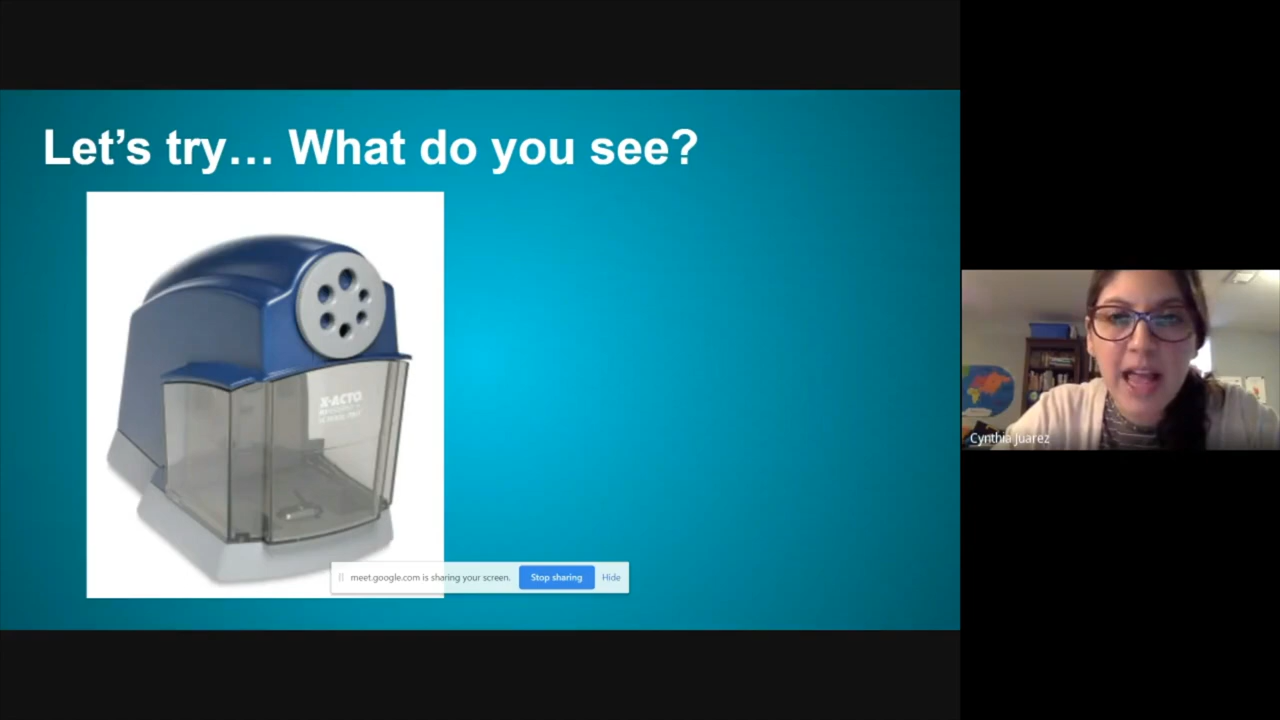 Let's try… What do you see?
X-ACTO
meet.google.com is sharing your screen.
Stop sharing
Hide
Cynthia Juarez